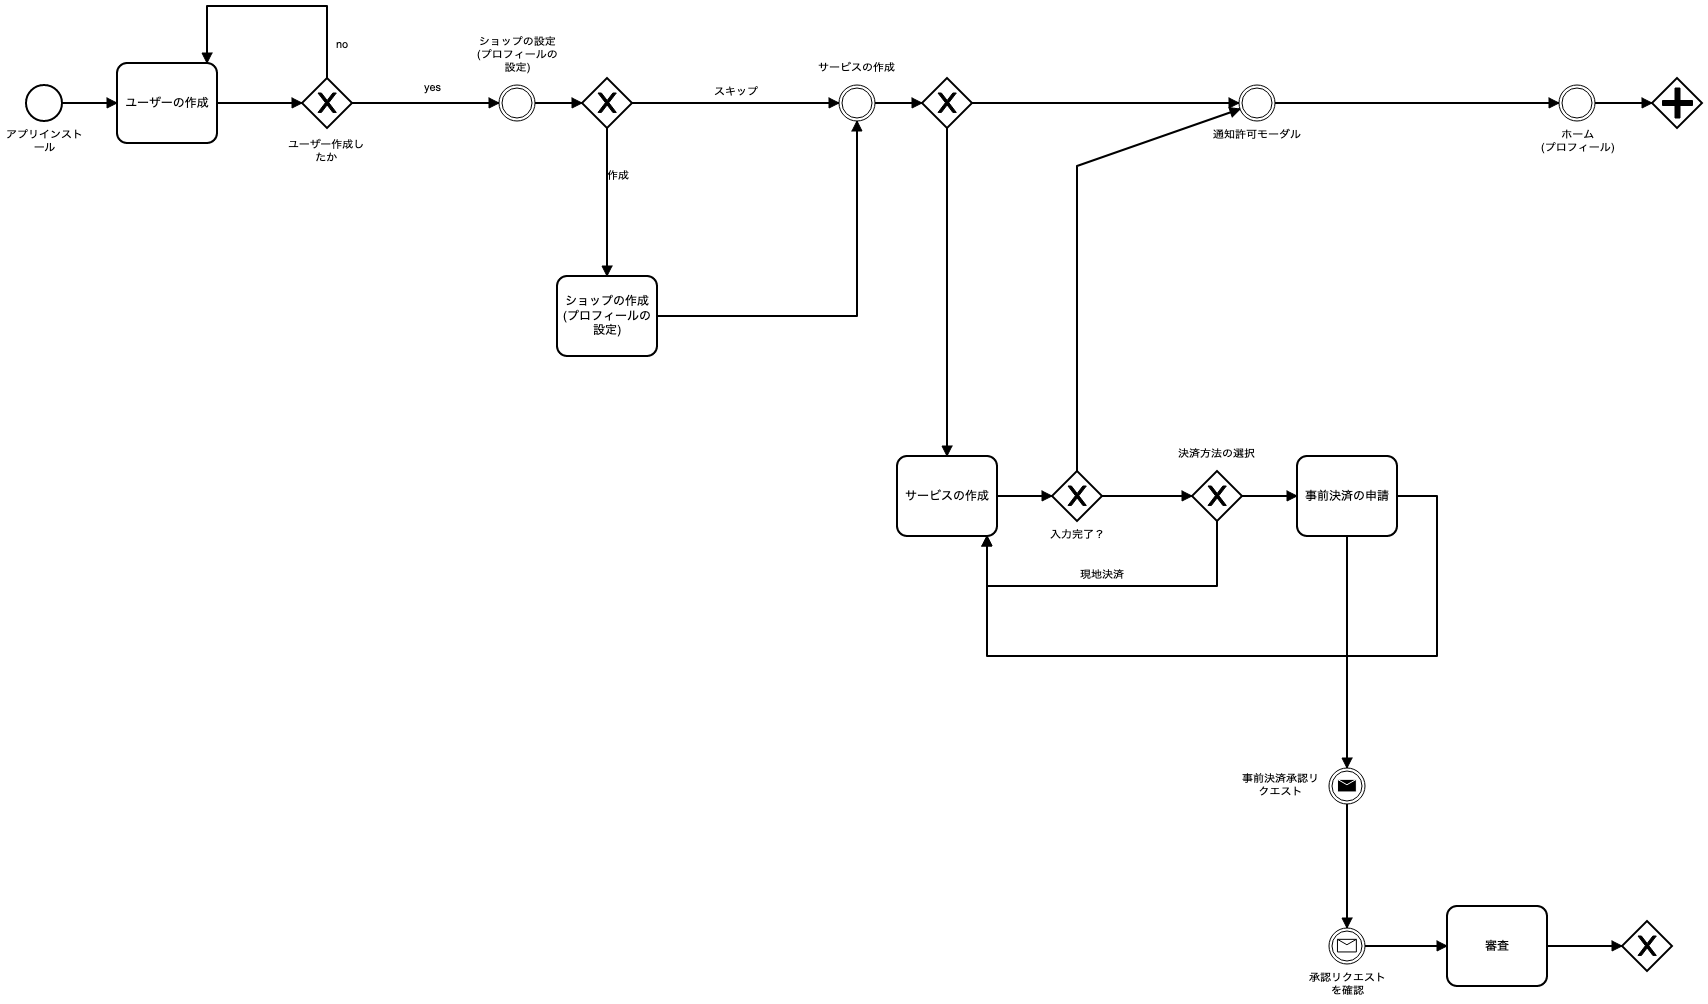 no
ショップの設定
(プロフィールの
設定)
サービスの作成
yes
スキップ
ユーザーの作成
アプリインスト
ール
ユーザー作成し
たか
通知許可モーダル
ホーム
(プロフィール)
作成
ショップの作成
(プロフィールの
設定)
決済方法の選択
サービスの作成
事前決済の申請
入力完了？
現地決済
事前決済承認リ
クエスト
審査
承認リクエスト
を確認